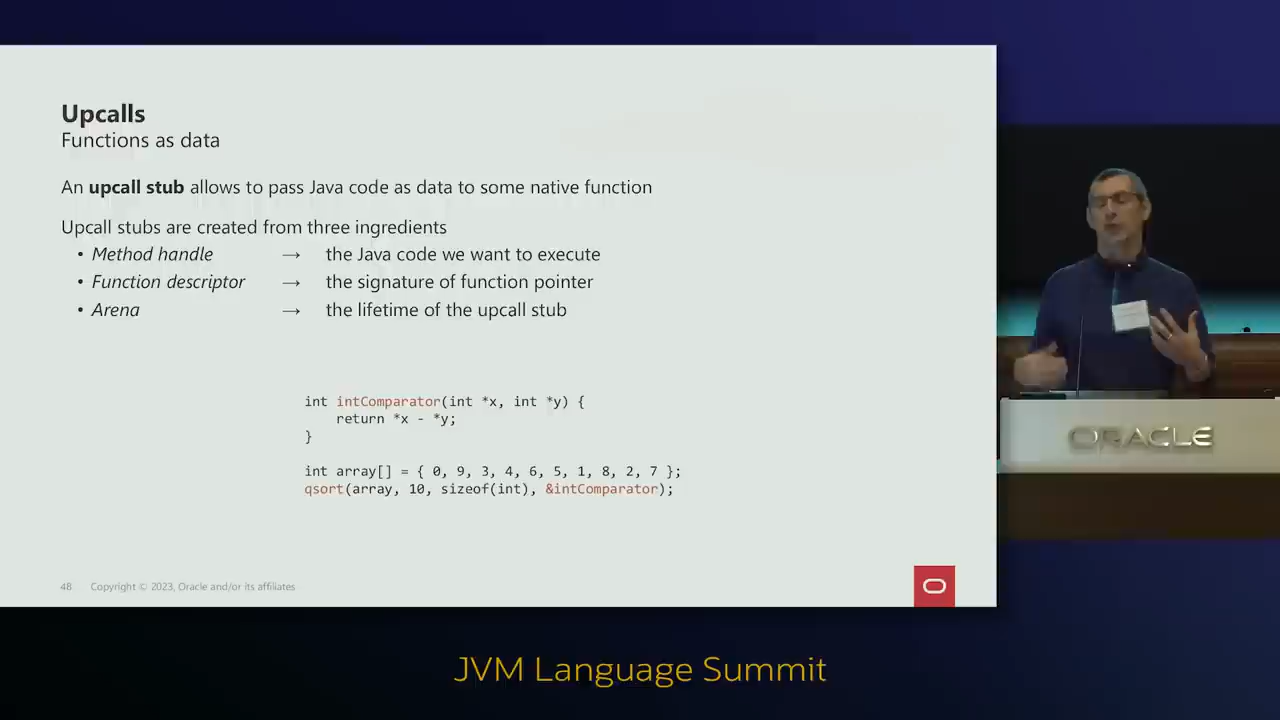 Upcalls
Functions as data
An upcall stub allows to pass Java code as data to some native function
Upcall stubs are created from three ingredients
• Method handle → the Java code we want to execute
• Function descriptor → the signature of function pointer
• Arena → the lifetime of the upcall stub
int intComparator(int *x, int *y) {
    return *x - *y;
}
int array[] = { 0, 9, 3, 4, 6, 5, 1, 8, 2, 7 };
qsort(array, 10, sizeof(int), &intComparator);
48 Copyright © 2023, Oracle and/or its affiliates
ORACLE
JVM Language Summit